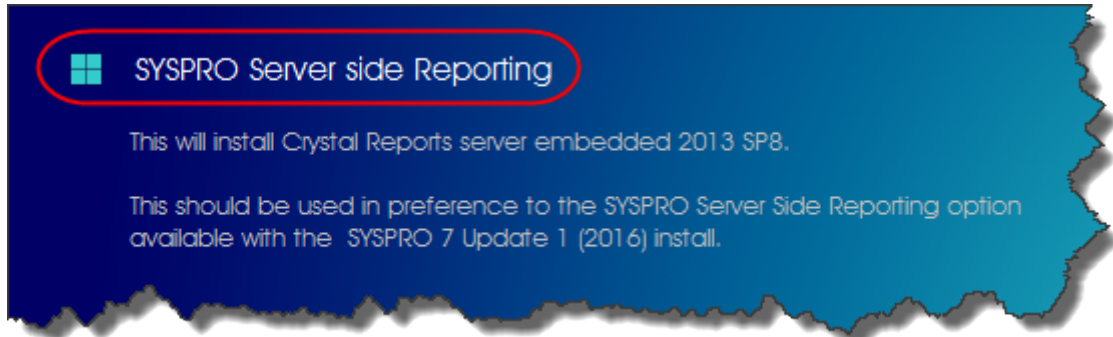 SYSPRO Server side Reporting
This will install Crystal Reports server embedded 2013 SP8.
This should be used in preference to the SYSPRO Server Side Reporting option
available with the SYSPRO 7 Update 1 (2016) install.